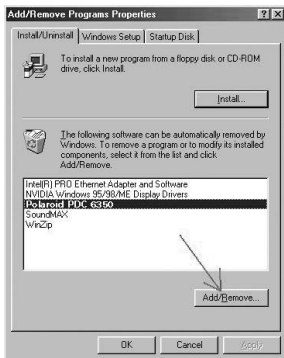 Add/Remove Programs Properties
Install/Uninstall Windows Setup Startup Disk
To install a new program from a floppy disk or CD-ROM
drive, click Install.
Install...
The following software can be automatically removed by
Windows. To remove a program or to modify its installed
components, select it from the list and click
Add/Remove.
Intel(R) PRO Ethernet Adapter and Software
NVIDIA Windows 95/98/ME Display Drivers
Polaroid PDC 6350
SoundMAX
WinZip
Add/Remove...
OK Cancel Apply